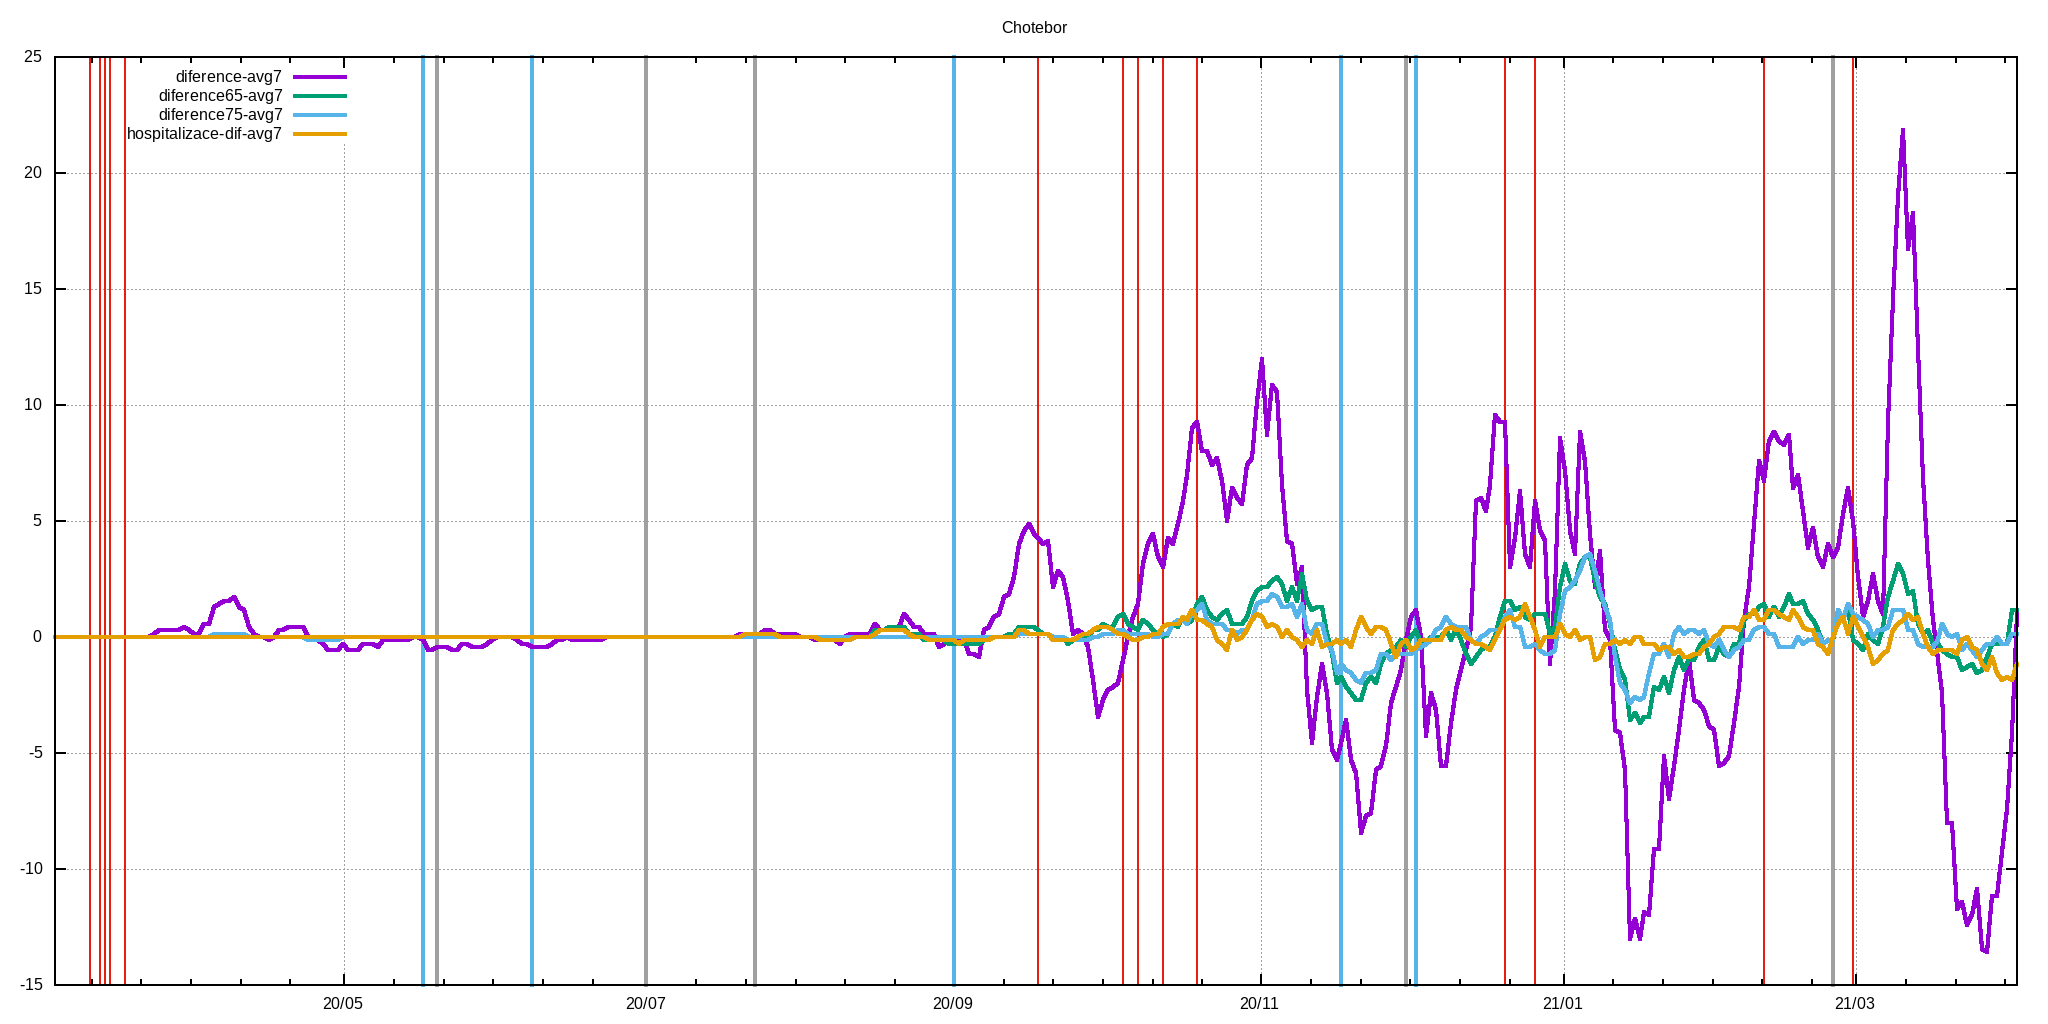 Chotebor
25
20
15
10
5
0
-5
-10
-15
diference-avg7
diference65-avg7
diference75-avg7
hospitalizace-dif-avg7
20/05 20/07 20/09 20/11 21/01 21/03